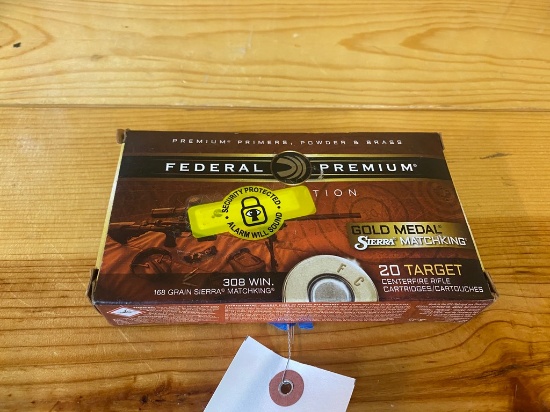 PREMIUM® PRIMERS, POWDER & BRASS
FEDERAL PREMIUM®
TION
SECURITY PROTECTED
ALARM WILL SOUND
GOLD MEDAL®
SIERRA® MATCHKING®
308 WIN.
168 GRAIN SIERRA® MATCHKING®
F C
20 TARGET
CENTERFIRE RIFLE
CARTRIDGES/CARTOUCHES